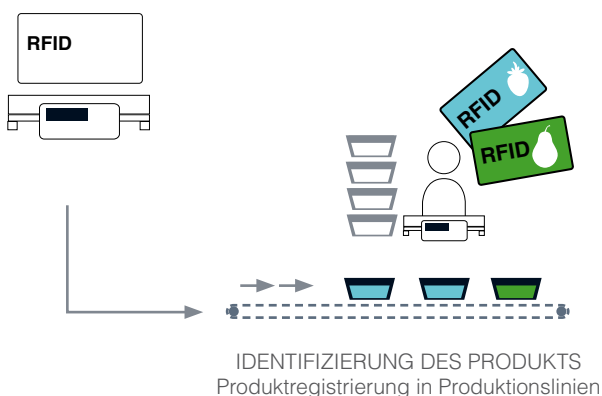 RFID
RFID
RFID
IDENTIFIZIERUNG DES PRODUKTS
Produktregistrierung in Produktionslinien